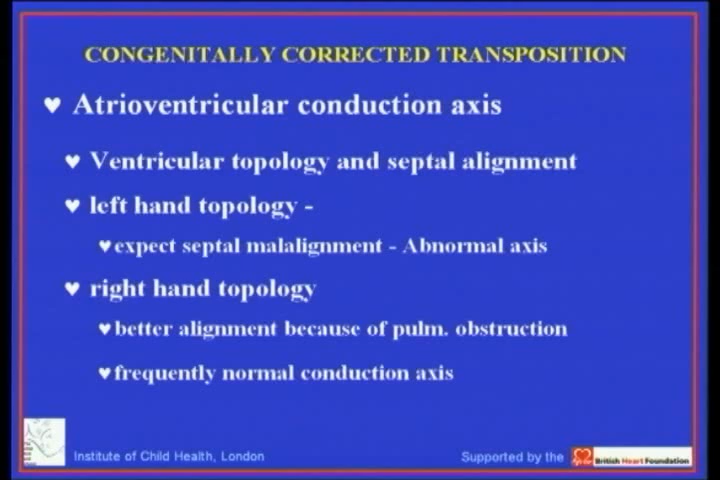 CONGENITALLY CORRECTED TRANSPOSITION
Atrioventricular conduction axis
Ventricular topology and septal alignment
left hand topology -
expect septal malalignment - Abnormal axis
right hand topology
better alignment because of pulm. obstruction
frequently normal conduction axis
Institute of Child Health, London
Supported by the
British Heart Foundation